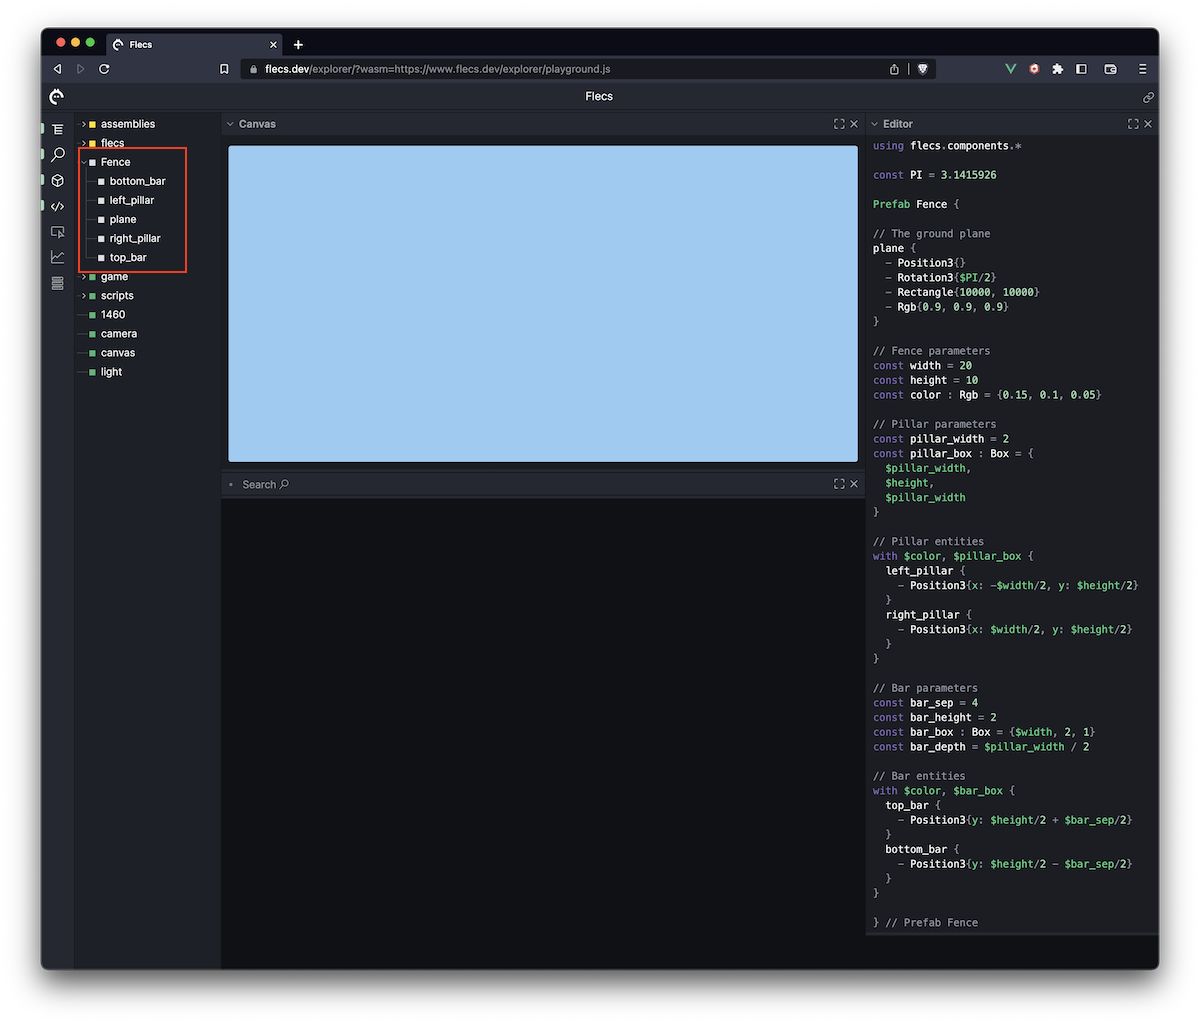 Flecs
flecs.dev/explorer/?wasm=https://www.flecs.dev/explorer/playground.js
Flecs
assemblies
flecs
Fence
bottom_bar
left_pillar
plane
right_pillar
top_bar
game
scripts
1460
camera
canvas
light
Canvas
Search
Editor
using flecs.components.*
const PI = 3.1415926
Prefab Fence {
// The ground plane
plane {
- Position3{}
- Rotation3{$PI/2}
- Rectangle{10000, 10000}
- Rgb{0.9, 0.9, 0.9}
}
// Fence parameters
const width = 20
const height = 10
const color : Rgb = {0.15, 0.1, 0.05}
// Pillar parameters
const pillar_width = 2
const pillar_box : Box = {
$pillar_width,
$height,
$pillar_width
}
// Pillar entities
with $color, $pillar_box {
left_pillar {
- Position3{x: -$width/2, y: $height/2}
}
right_pillar {
- Position3{x: $width/2, y: $height/2}
}
}
// Bar parameters
const bar_sep = 4
const bar_height = 2
const bar_box : Box = {$width, 2, 1}
const bar_depth = $pillar_width / 2
// Bar entities
with $color, $bar_box {
top_bar {
- Position3{y: $height/2 + $bar_sep/2}
}
bottom_bar {
- Position3{y: $height/2 - $bar_sep/2}
}
}
} // Prefab Fence